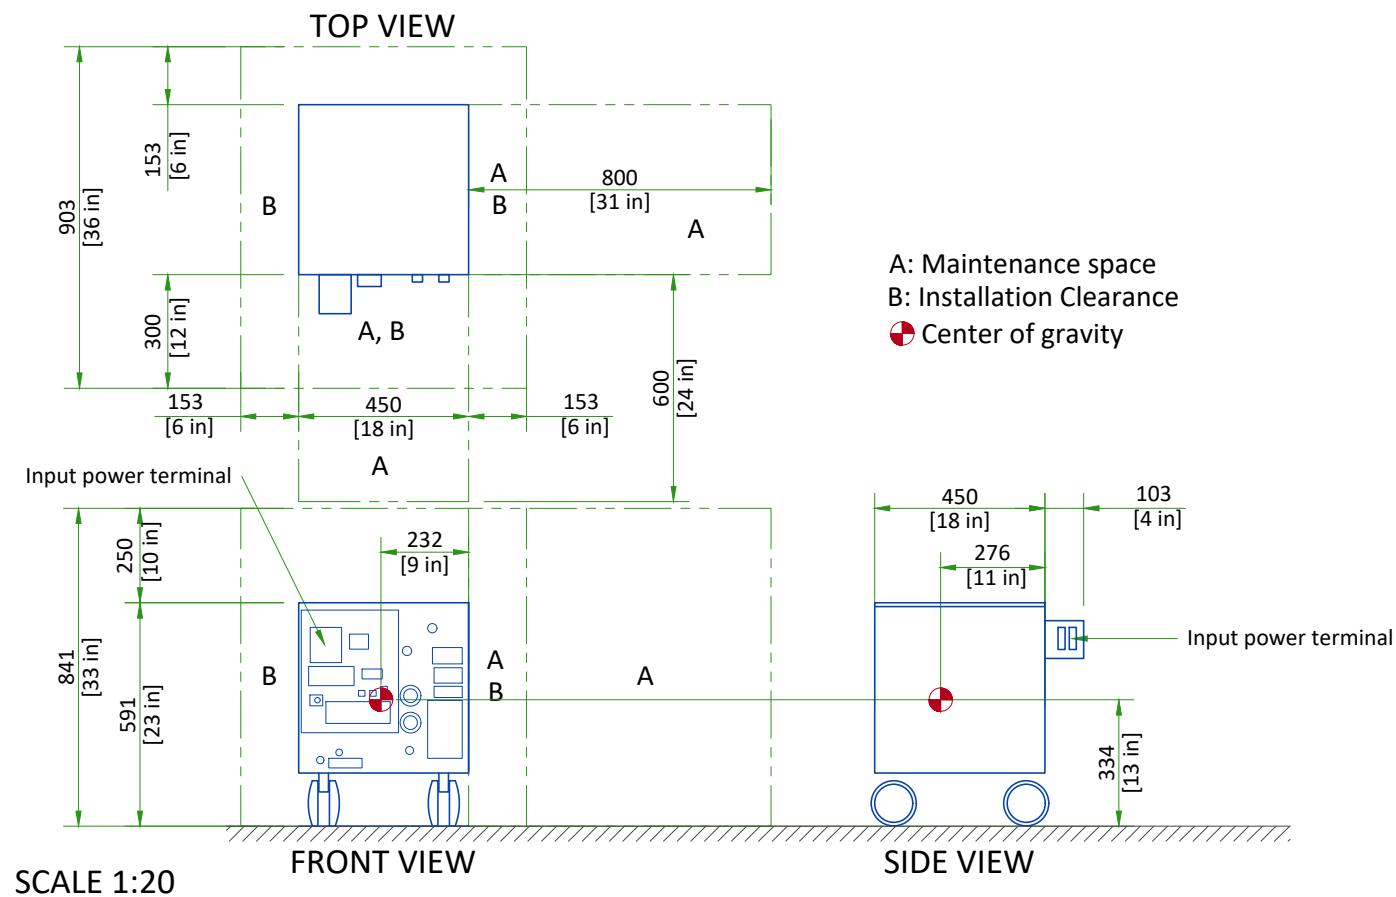 TOP VIEW
903
[36 in]
153
[6 in]
B
A
B
800
[31 in]
A
300
[12 in]
A, B
A: Maintenance space
B: Installation Clearance
Center of gravity
153
[6 in]
450
[18 in]
153
[6 in]
600
[24 in]
A
Input power terminal
841
[33 in]
250
[10 in]
591
[23 in]
232
[9 in]
B
A
B
A
450
[18 in]
103
[4 in]
276
[11 in]
Input power terminal
334
[13 in]
FRONT VIEW
SIDE VIEW
SCALE 1:20